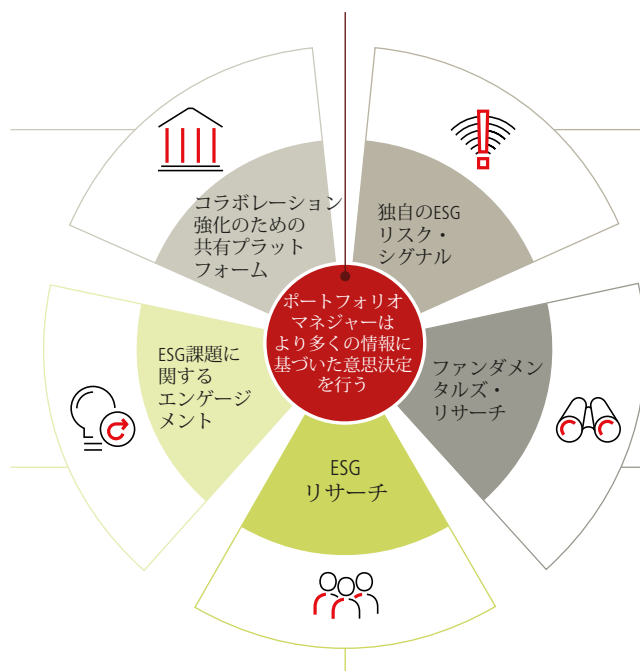 コラボレーション
強化のための
共有プラット
フォーム
独自のESG
リスク・
シグナル
ポートフォリオ
マネジャーは
より多くの情報に
基づいた意思決定
を行う
ESG課題に
関する
エンゲージ
メント
ファンダメン
タルズ・
リサーチ
ESG
リサーチ